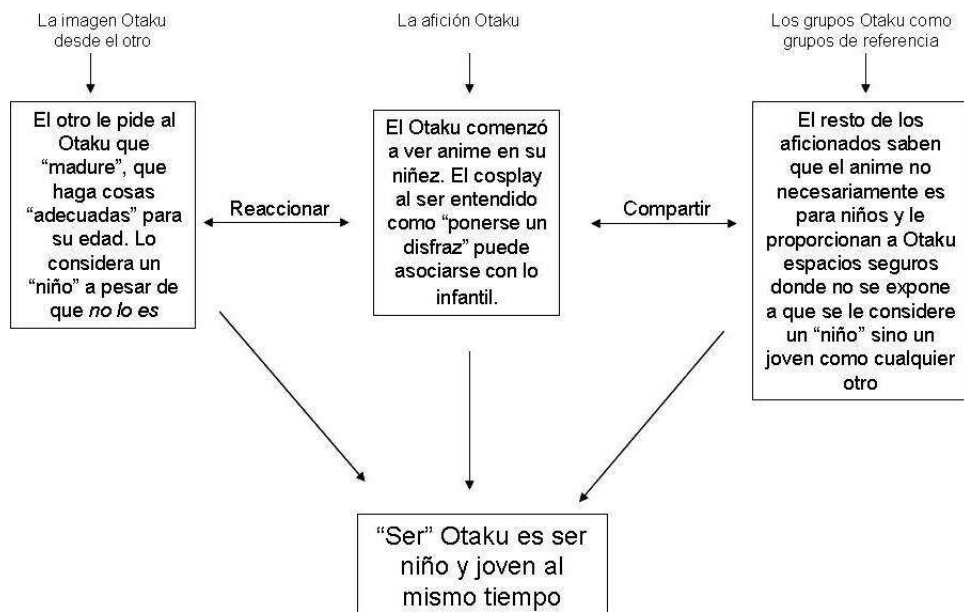 La imagen Otaku
desde el otro
La afición Otaku
Los grupos Otaku como
grupos de referencia
El otro le pide al
Otaku que
“madure”, que
haga cosas
“adecuadas” para
su edad. Lo
considera un
“niño” a pesar de
que no lo es
Reaccionar
El Otaku comenzó
a ver anime en su
niñez. El cosplay
al ser entendido
como “ponerse un
disfraz” puede
asociarse con lo
infantil.
Compartir
El resto de los
aficionados saben
que el anime no
necesariamente es
para niños y le
proporcionan a Otaku
espacios seguros
donde no se expone
a que se le considere
un “niño” sino un
joven como cualquier
otro
“Ser” Otaku es ser
niño y joven al
mismo tiempo